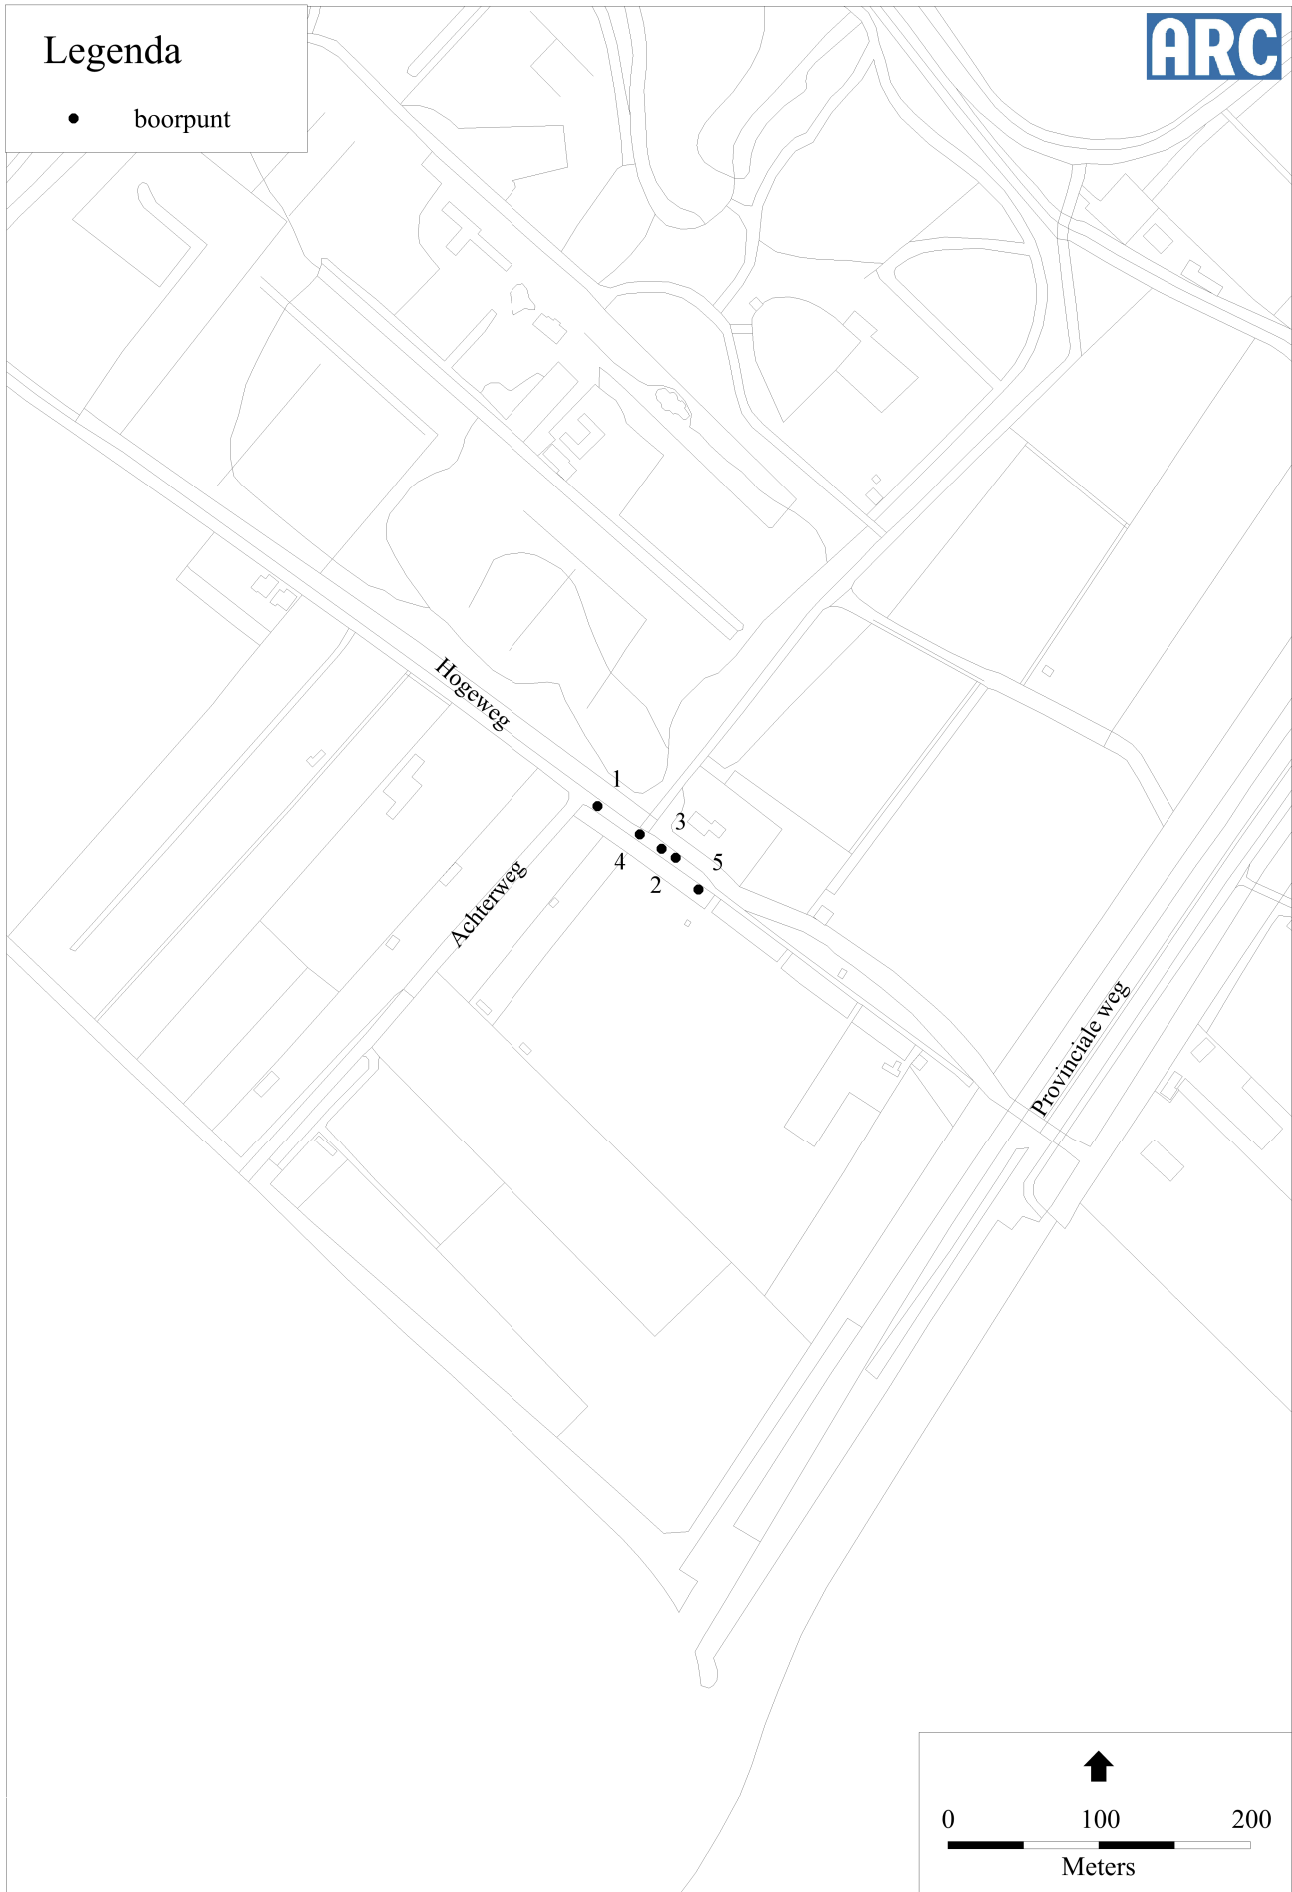 Legenda
boorpunt
ARC
Hogeweg
1
3
4
5
2
Achterweg
Provinciale weg
0 100 200
Meters